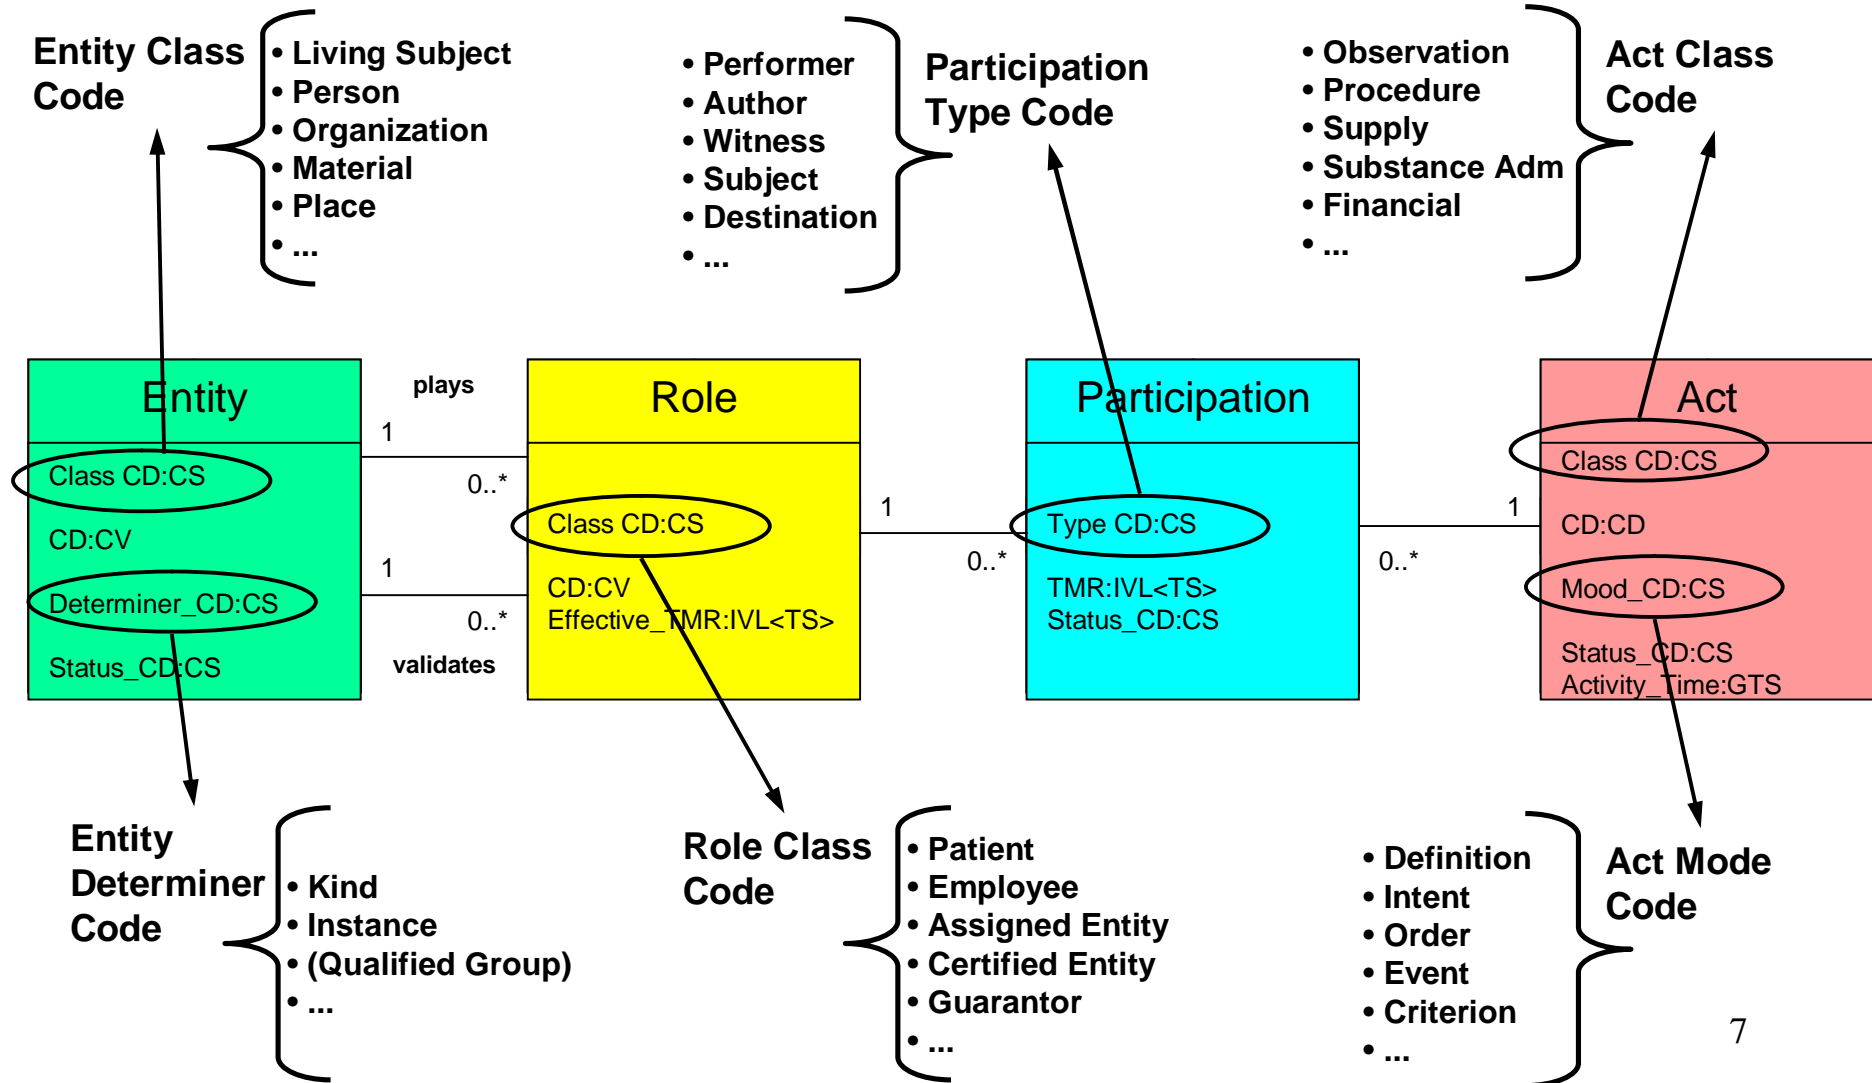 Entity Class
Code
• Living Subject
• Person
• Organization
• Material
• Place
• ...
• Performer
• Author
• Witness
• Subject
• Destination
• ...
Participation
Type Code
• Observation
• Procedure
• Supply
• Substance Adm
• Financial
• ...
Act Class
Code
Entity
Class CD:CS
CD:CV
Determiner_CD:CS
Status_CD:CS
plays
1
0..*
1
0..*
validates
Role
Class CD:CS
CD:CV
Effective_TMR:IVL<TS>
1
0..*
Participation
Type CD:CS
TMR:IVL<TS>
Status_CD:CS
1
0..*
Act
Class CD:CS
CD:CD
Mood_CD:CS
Status_CD:CS
Activity_Time:GTS
Entity
Determiner
Code
• Kind
• Instance
• (Qualified Group)
• ...
Role Class
Code
• Patient
• Employee
• Assigned Entity
• Certified Entity
• Guarantor
• ...
• Definition
• Intent
• Order
• Event
• Criterion
• ...
Act Mode
Code
7